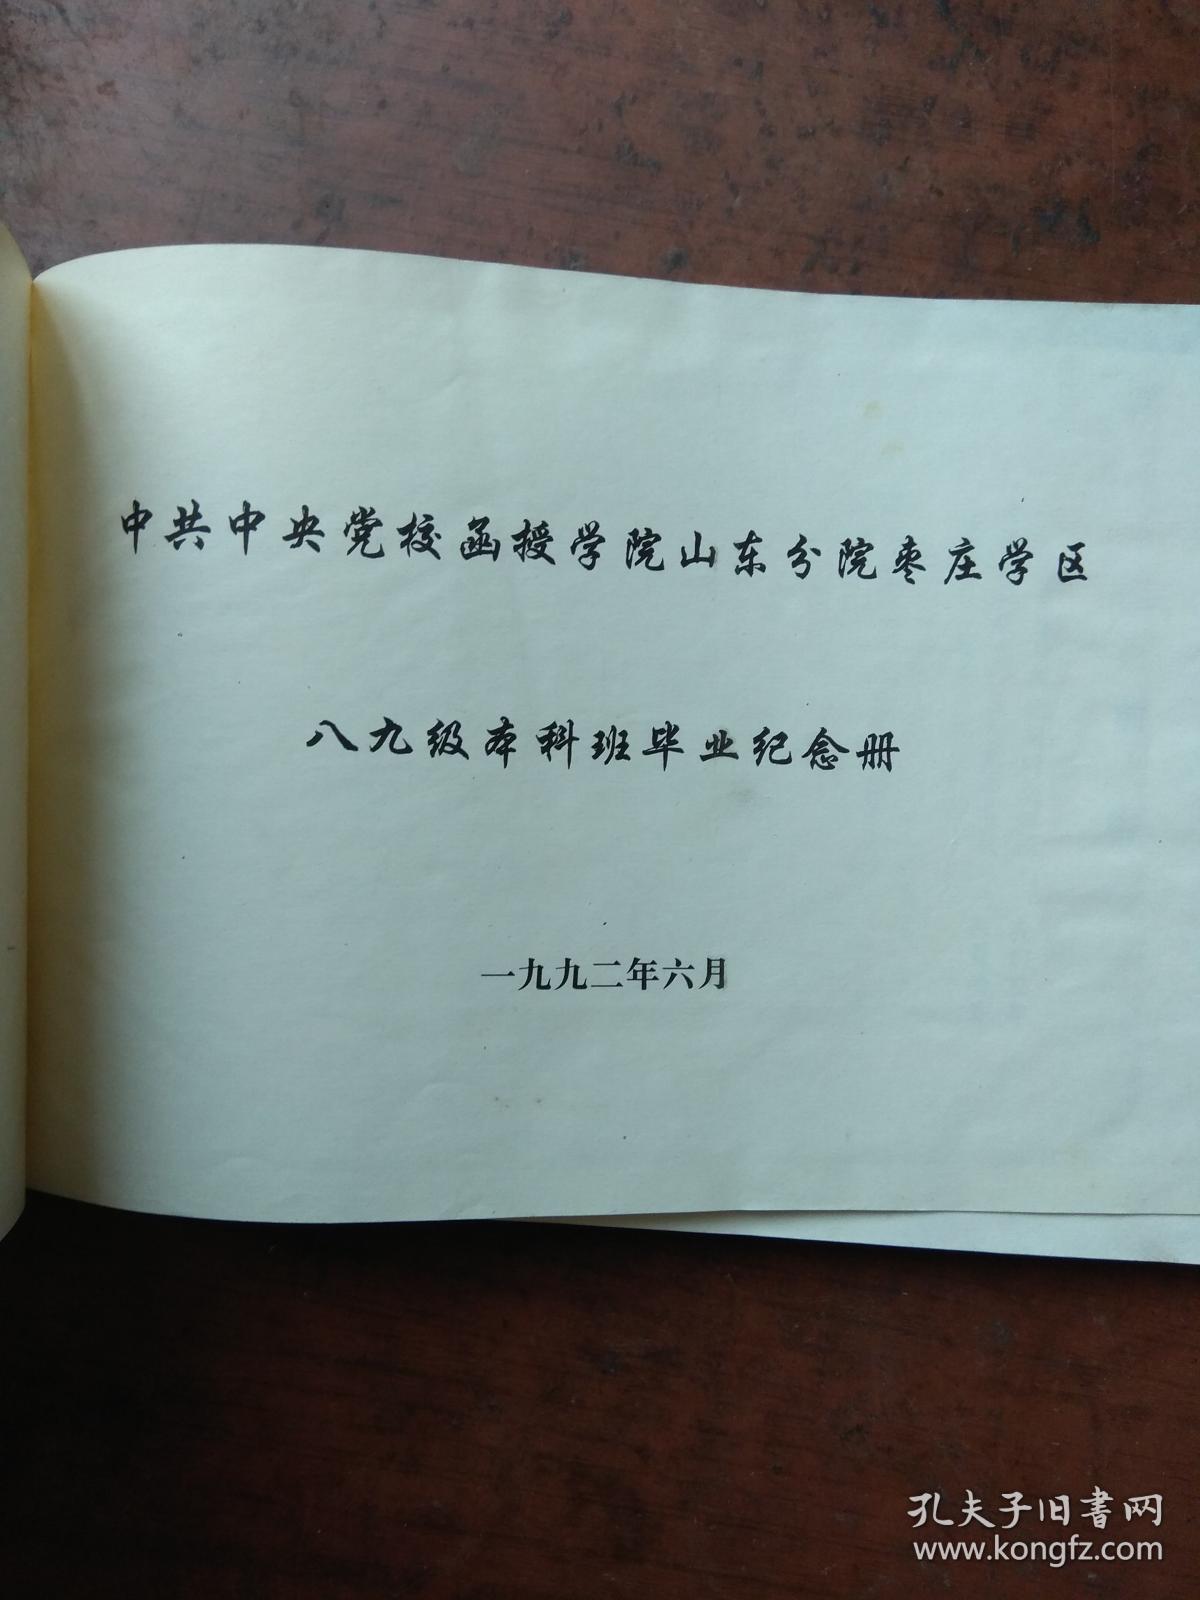 中共中央党校函授学院山东分院枣庄学区
八九级本科班毕业纪念册
一九九二年六月
孔夫子旧書网
www.kongfz.com